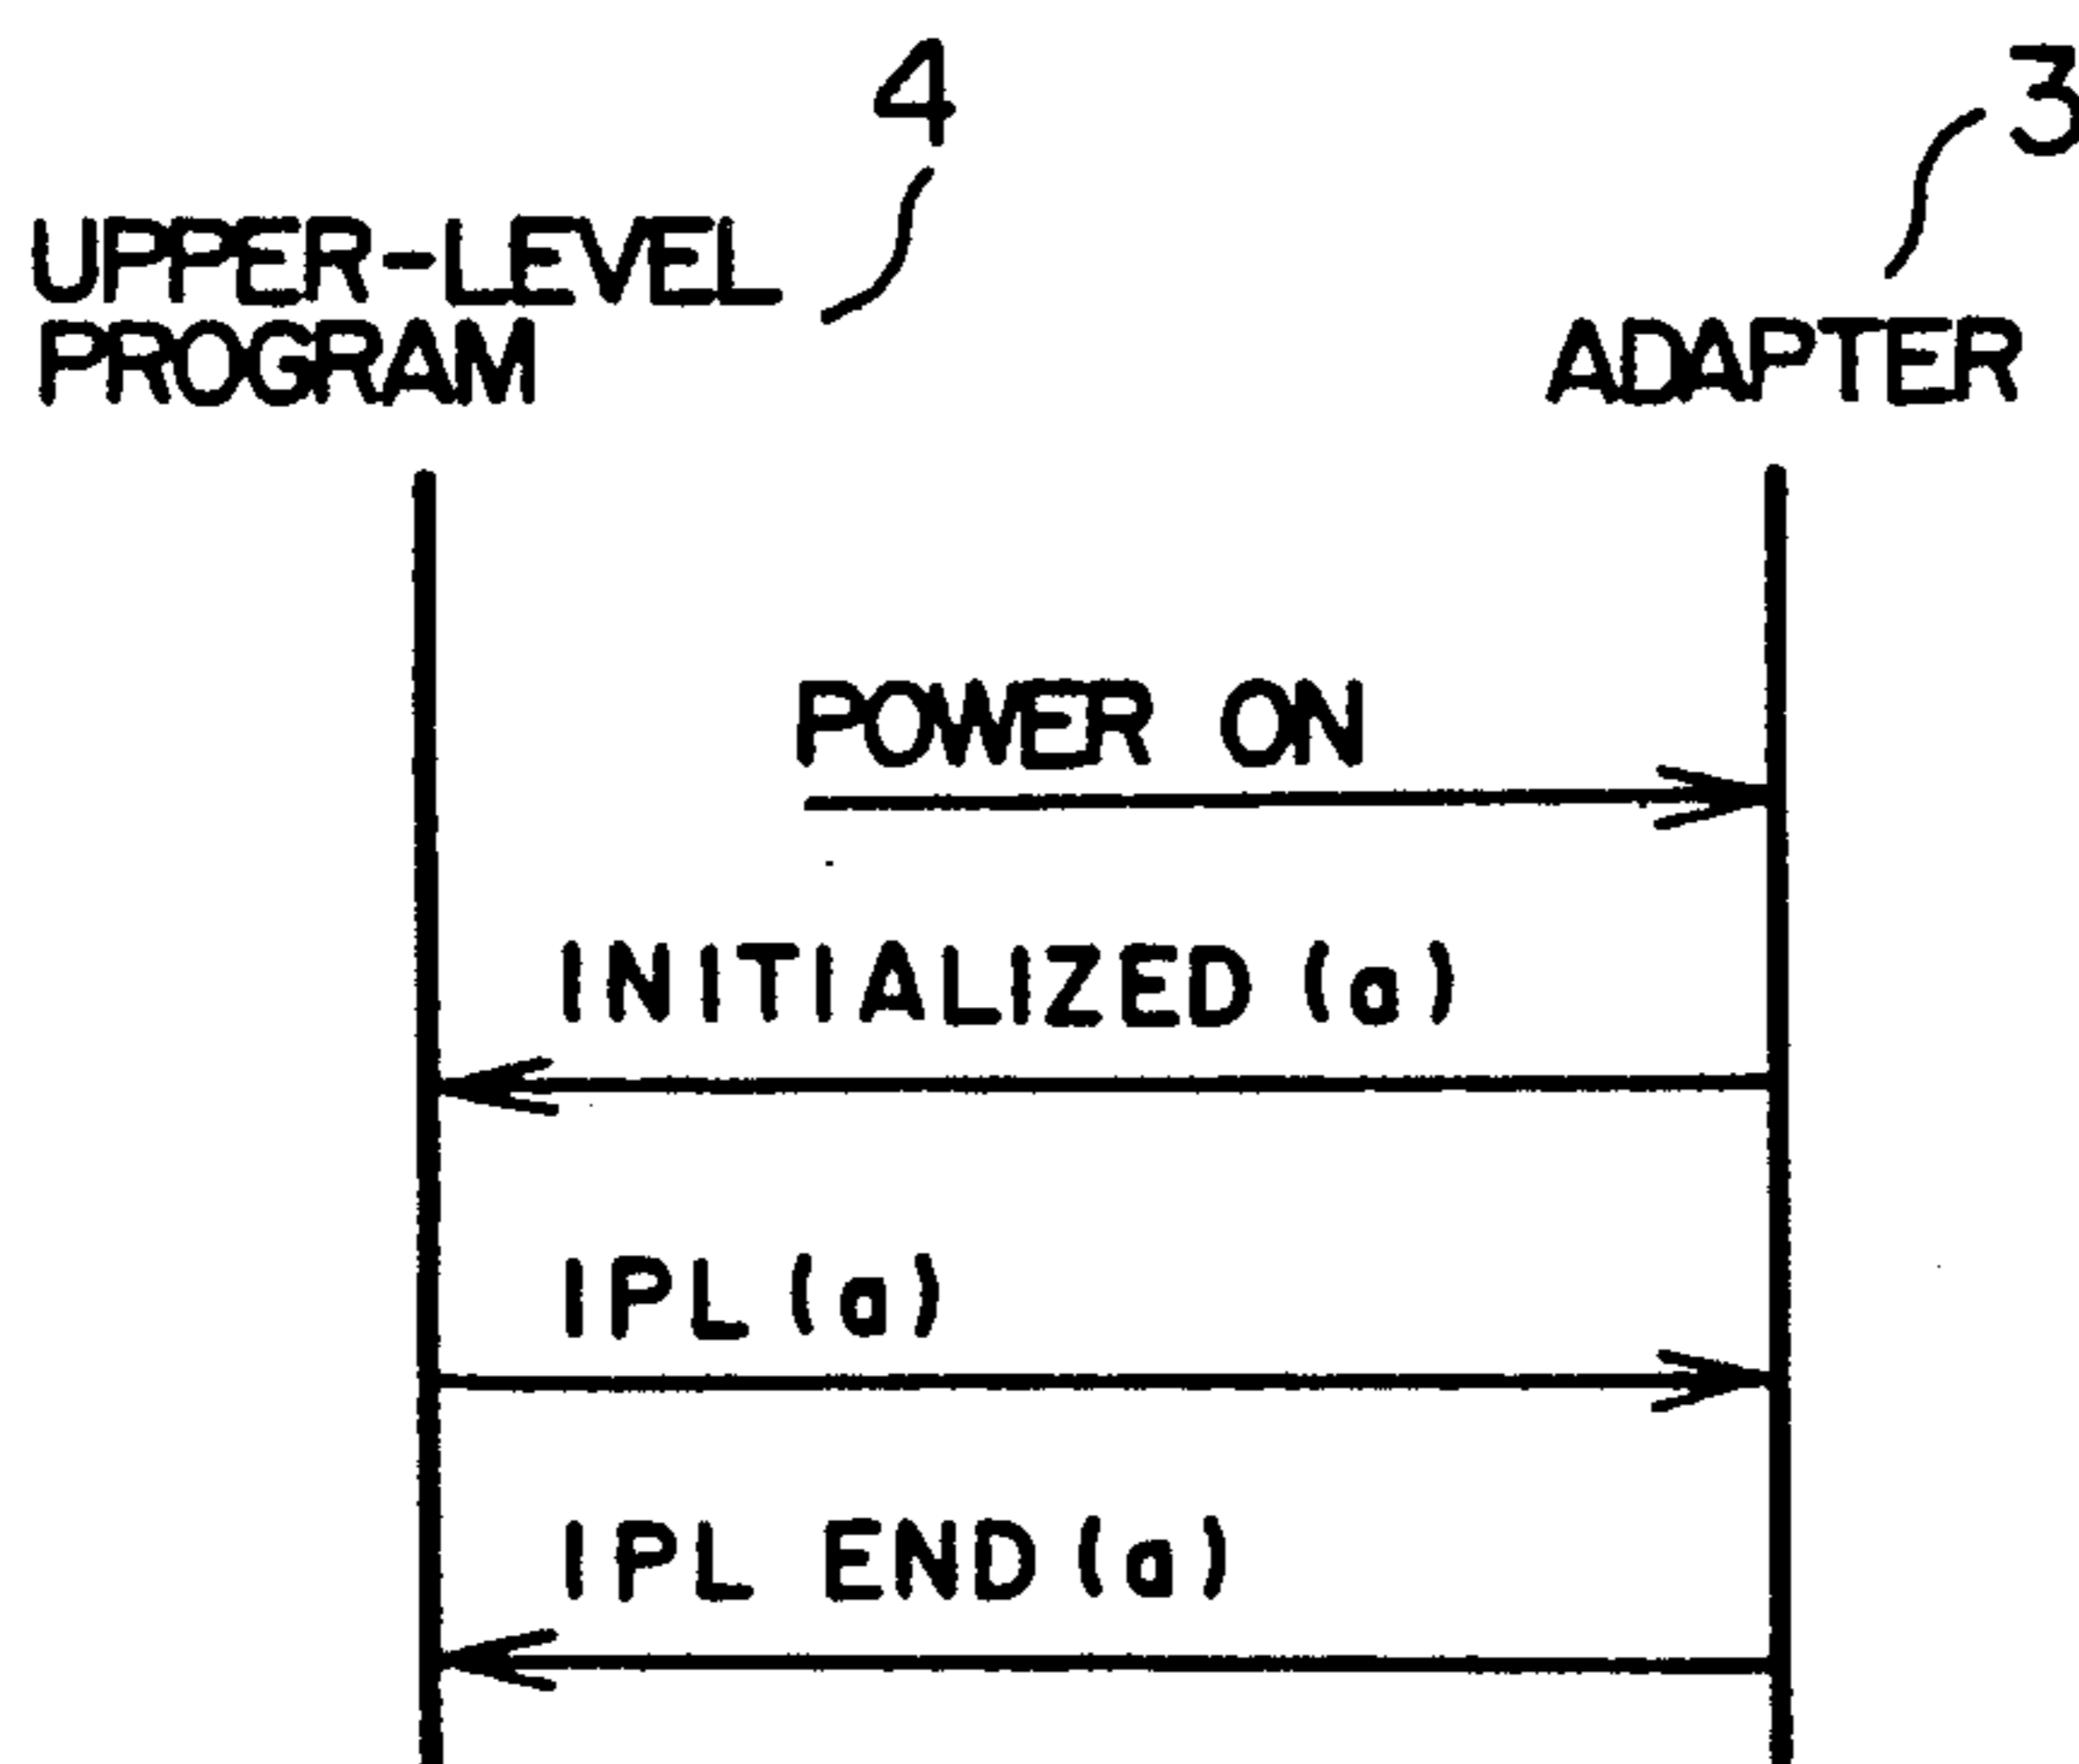 4
3
UPPER-LEVEL
PROGRAM
ADAPTER
POWER ON
INITIALIZED (a)
IPL (a)
IPL END (a)